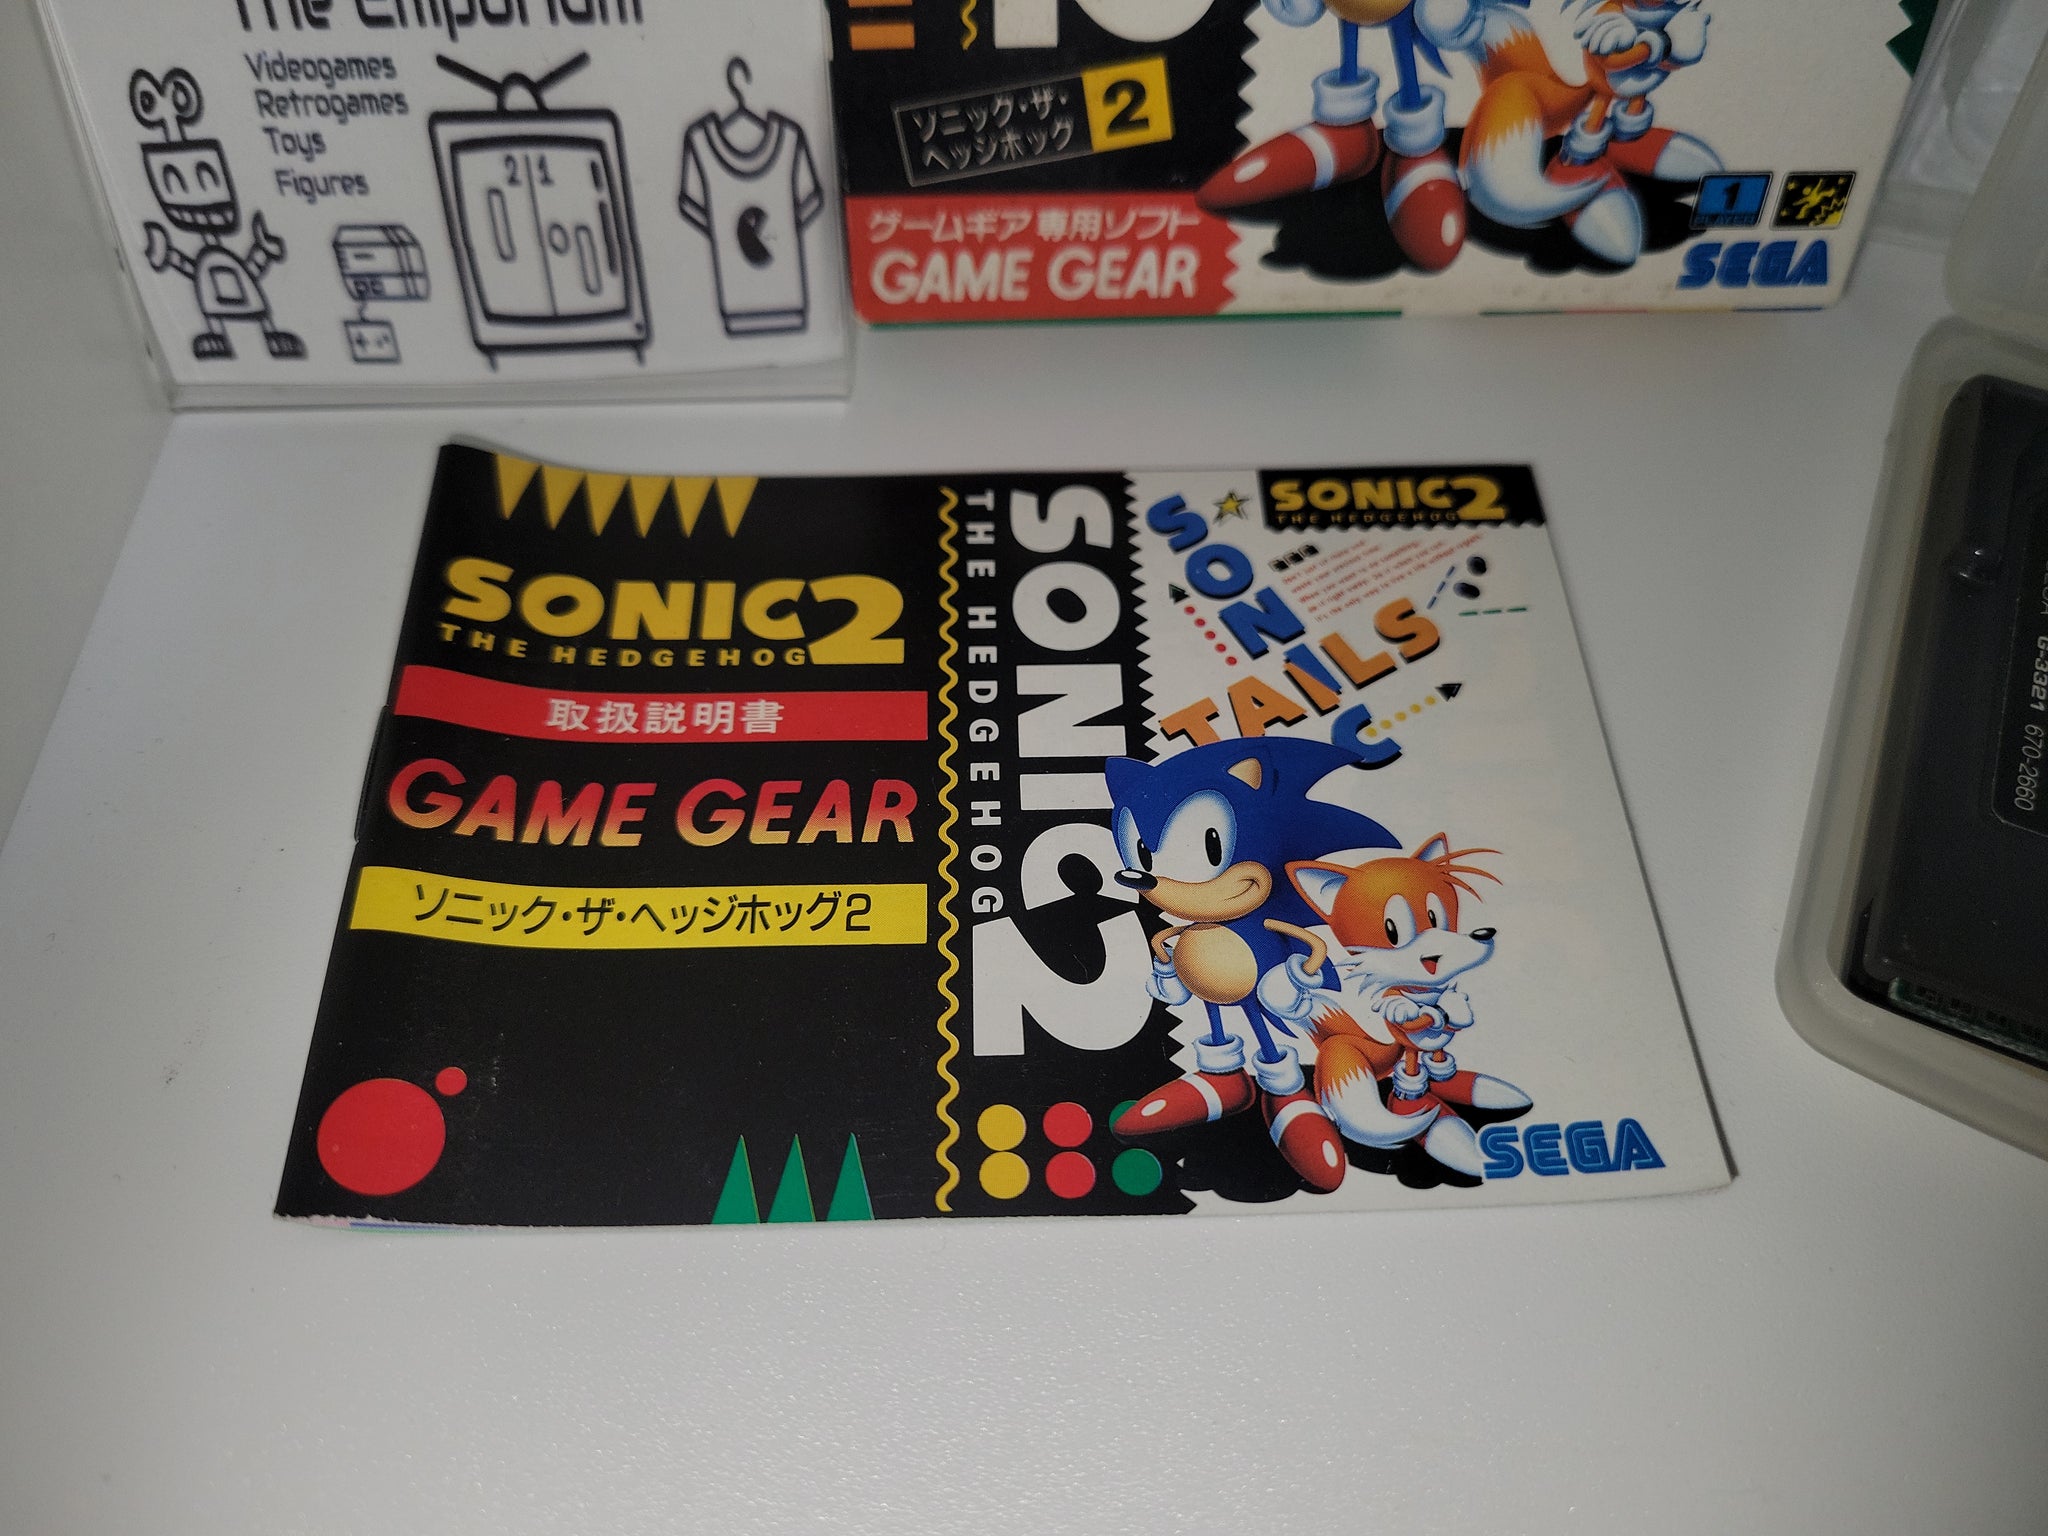 The Emporium
Videogames
Retrogames
Toys
Figures
2 1
ソニック・ザ・
ヘッジホッグ
2
ゲームギア専用ソフト
GAME GEAR
1
PLAYER
SEGA
SONIC 2
THE HEDGEHOG
取扱説明書
GAME GEAR
ソニック・ザ・ヘッジホッグ2
SONIC 2
THE HEDGEHOG
SONIC 2
THE HEDGEHOG
SONIC
TAILS
SEGA
G-3321 670-2660